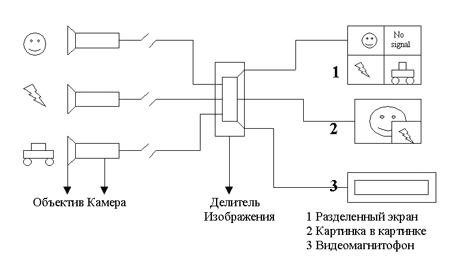 No
signal
1
2
3
Объектив Камера
Делитель
Изображения
1 Разделенный экран
2 Картинка в картинке
3 Видеомагнитофон